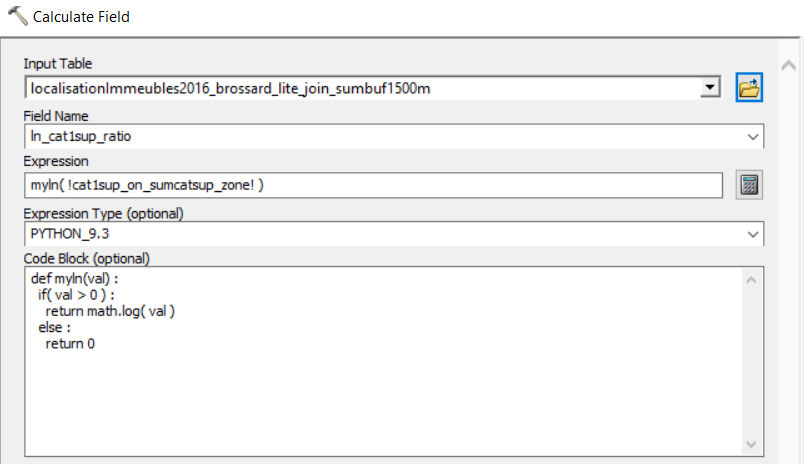 Calculate Field
Input Table
localisationImmeubles2016_brossard_lite_join_sumbuf1500m
Field Name
ln_cat1sup_ratio
Expression
myln( !cat1sup_on_sumcatsup_zone! )
Expression Type (optional)
PYTHON_9.3
Code Block (optional)
def myln(val) :
  if( val > 0 ) :
    return math.log( val )
  else :
    return 0